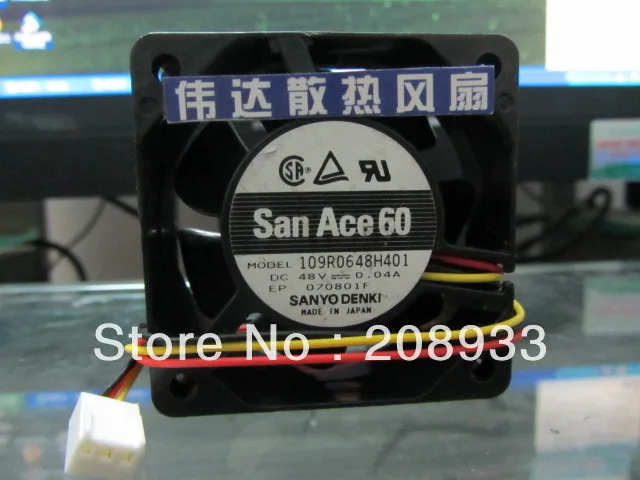 伟达散热风扇
SA ®
San Ace 60
MODEL 109R0648H401
DC 48V 0.04A
EP 070801F
SANYO DENKI
MADE IN JAPAN
Store No : 208933